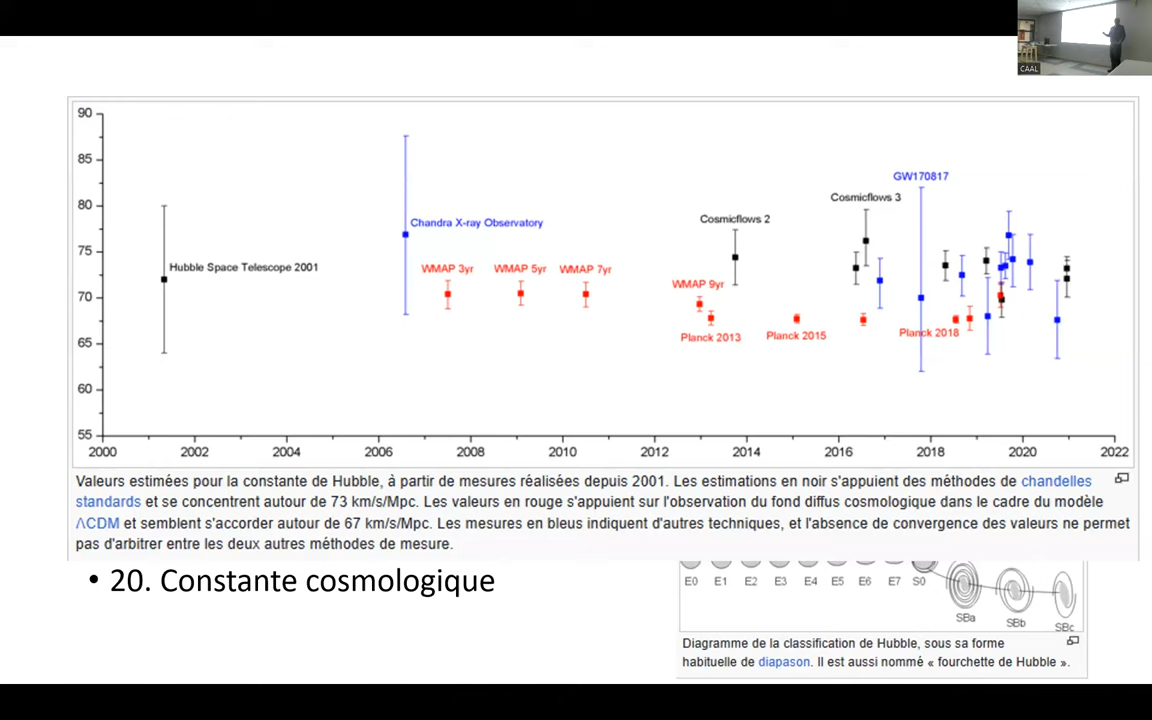 CAAL
90
85
80
75
70
65
60
55
2000 2002 2004 2006 2008 2010 2012 2014 2016 2018 2020 2022
Hubble Space Telescope 2001
Chandra X-ray Observatory
WMAP 3yr
WMAP 5yr
WMAP 7yr
WMAP 9yr
Planck 2013
Cosmicflows 2
Planck 2015
Cosmicflows 3
GW170817
Planck 2018
Valeurs estimées pour la constante de Hubble, à partir de mesures réalisées depuis 2001. Les estimations en noir s'appuient des méthodes de chandelles
standards et se concentrent autour de 73 km/s/Mpc. Les valeurs en rouge s'appuient sur l'observation du fond diffus cosmologique dans le cadre du modèle
ΛCDM et semblent s'accorder autour de 67 km/s/Mpc. Les mesures en bleus indiquent d'autres techniques, et l'absence de convergence des valeurs ne permet
pas d'arbitrer entre les deux autres méthodes de mesure.
• 20. Constante cosmologique
E0 E1 E2 E3 E4 E5 E6 E7 S0
SBa
SBb
SBc
Diagramme de la classification de Hubble, sous sa forme
habituelle de diapason. Il est aussi nommé « fourchette de Hubble ».